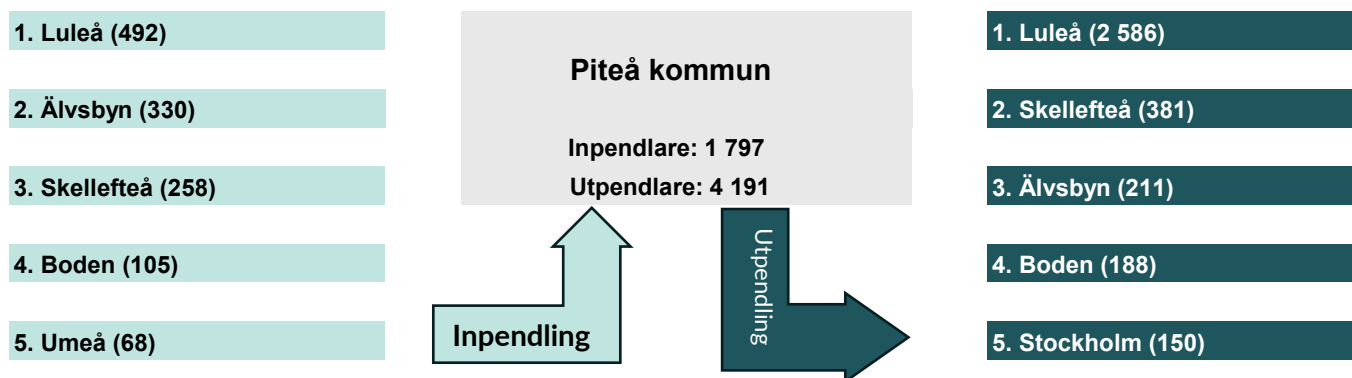 1. Luleå (492)
2. Älvsbyn (330)
3. Skellefteå (258)
4. Boden (105)
5. Umeå (68)
Piteå kommun
Inpendlare: 1 797
Utpendlare: 4 191
Inpendling
Utpendling
1. Luleå (2 586)
2. Skellefteå (381)
3. Älvsbyn (211)
4. Boden (188)
5. Stockholm (150)